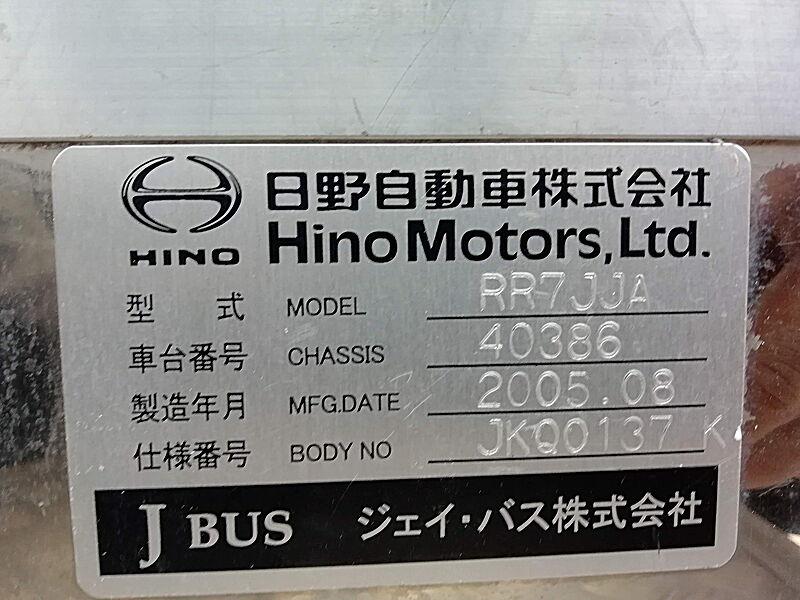 HINO 日野自動車株式会社
Hino Motors, Ltd.
型 式 MODEL RR7JJA
車台番号 CHASSIS 40386
製造年月 MFG.DATE 2005.08
仕様番号 BODY NO JKQ0137 K
J BUS ジェイ・バス株式会社